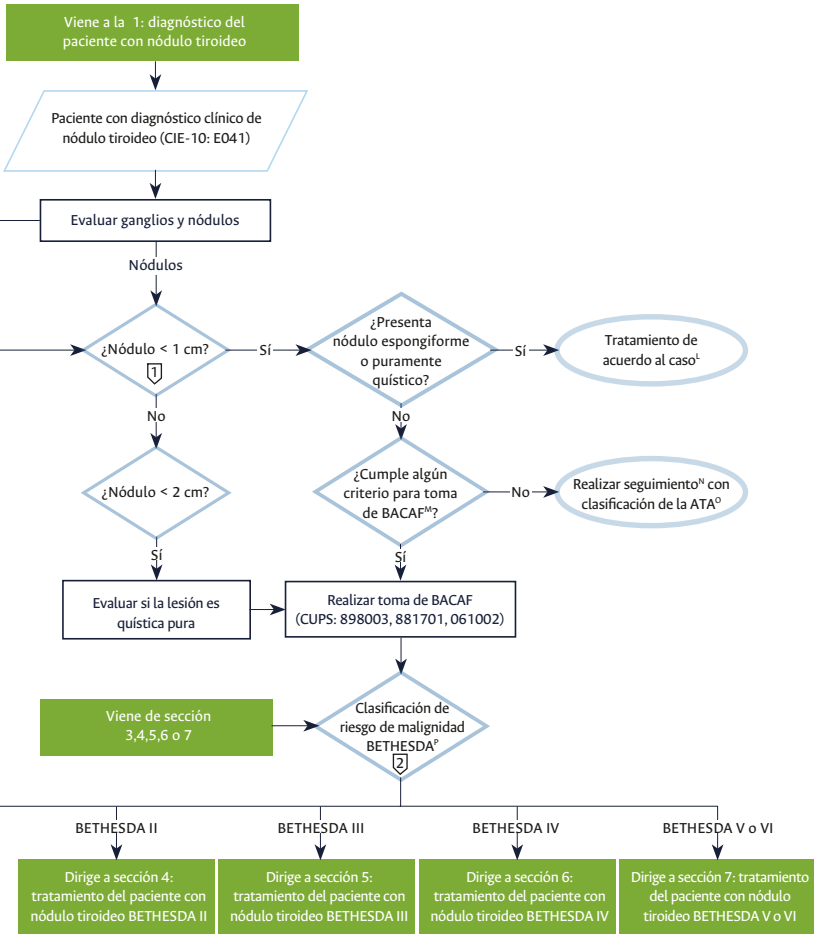 Viene a la 1: diagnóstico del
paciente con nódulo tiroideo
Paciente con diagnóstico clínico de
nódulo tiroideo (CIE-10: E041)
Evaluar ganglios y nódulos
Nódulos
¿Nódulo < 1 cm?
1
Sí
¿Presenta
nódulo espongiforme
o puramente
quístico?
Sí
Tratamiento de
acuerdo al casoᴸ
No
No
¿Nódulo < 2 cm?
¿Cumple algún
criterio para toma
de BACAFᴹ?
No
Realizar seguimientoᴺ con
clasificación de la ATAᴼ
Sí
Sí
Evaluar si la lesión es
quística pura
Realizar toma de BACAF
(CUPS: 898003, 881701, 061002)
Viene de sección
3,4,5,6 o 7
Clasificación de
riesgo de malignidad
BETHESDAᴾ
2
BETHESDA II
BETHESDA III
BETHESDA IV
BETHESDA V o VI
Dirige a sección 4:
tratamiento del paciente con
nódulo tiroideo BETHESDA II
Dirige a sección 5:
tratamiento del paciente con
nódulo tiroideo BETHESDA III
Dirige a sección 6:
tratamiento del paciente con
nódulo tiroideo BETHESDA IV
Dirige a sección 7: tratamiento
del paciente con nódulo
tiroideo BETHESDA V o VI